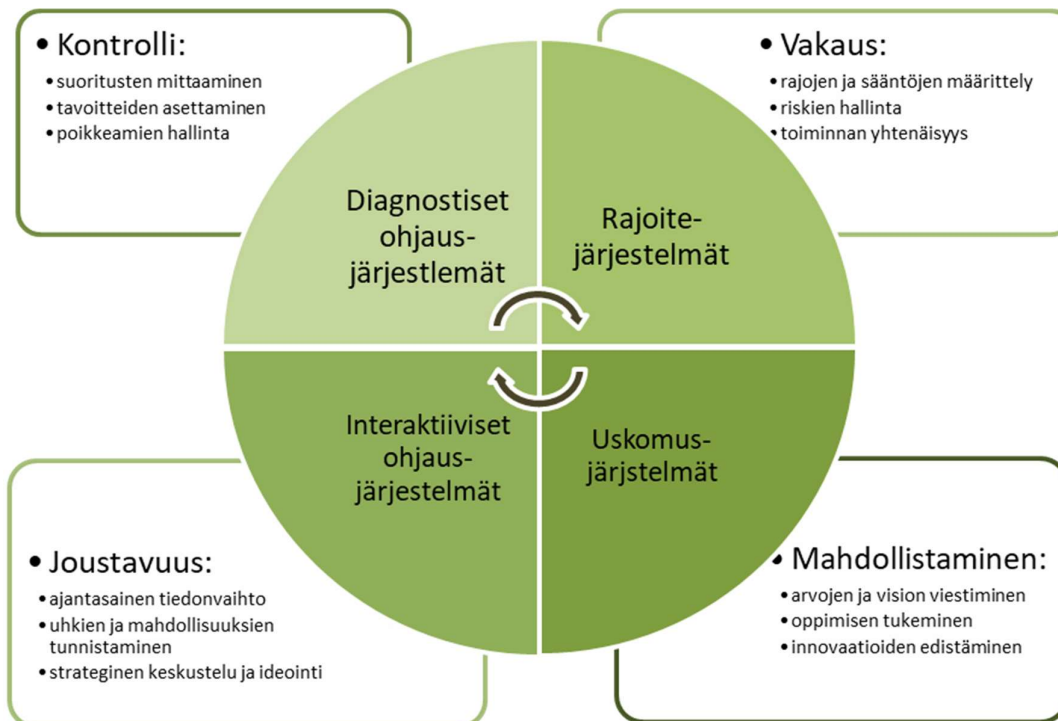 • Kontrolli:
• suoritusten mittaaminen
• tavoitteiden asettaminen
• poikkeamien hallinta
• Vakaus:
• rajojen ja sääntöjen määrittely
• riskien hallinta
• toiminnan yhtenäisyys
Diagnostiset
ohjaus-
järjestlemät
Rajoite-
järjestelmät
Interaktiiviset
ohjaus-
järjestelmät
Uskomus-
järjstelmät
• Joustavuus:
• ajantasainen tiedonvaihto
• uhkien ja mahdollisuuksien
tunnistaminen
• strateginen keskustelu ja ideointi
• Mahdollistaminen:
• arvojen ja vision viestiminen
• oppimisen tukeminen
• innovaatioiden edistäminen